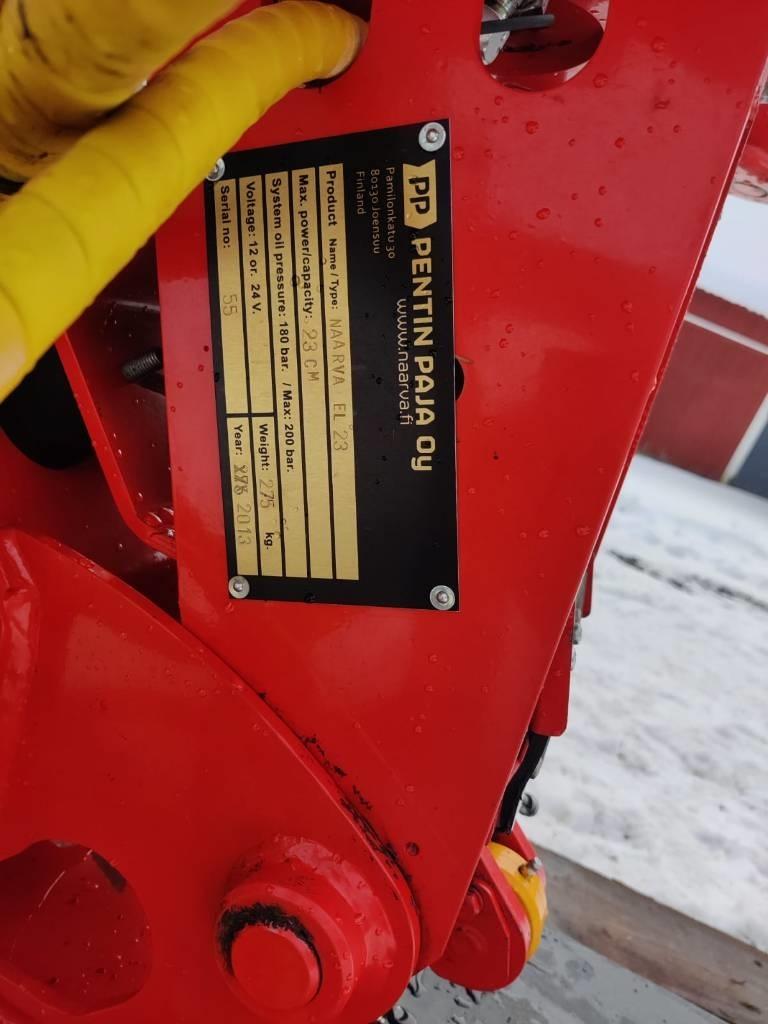 PP PENTIN PAJA Oy
www.naarva.fi
Pamilonkatu 30
80130 Joensuu
Finland
Product Name / Type: NAARVA EL 23
Max. power/capacity: 23 CM
System oil pressure: 180 bar. / Max: 200 bar.
Voltage: 12 or. 24 V. Weight: 275 kg.
Serial no: 55 Year: 2013